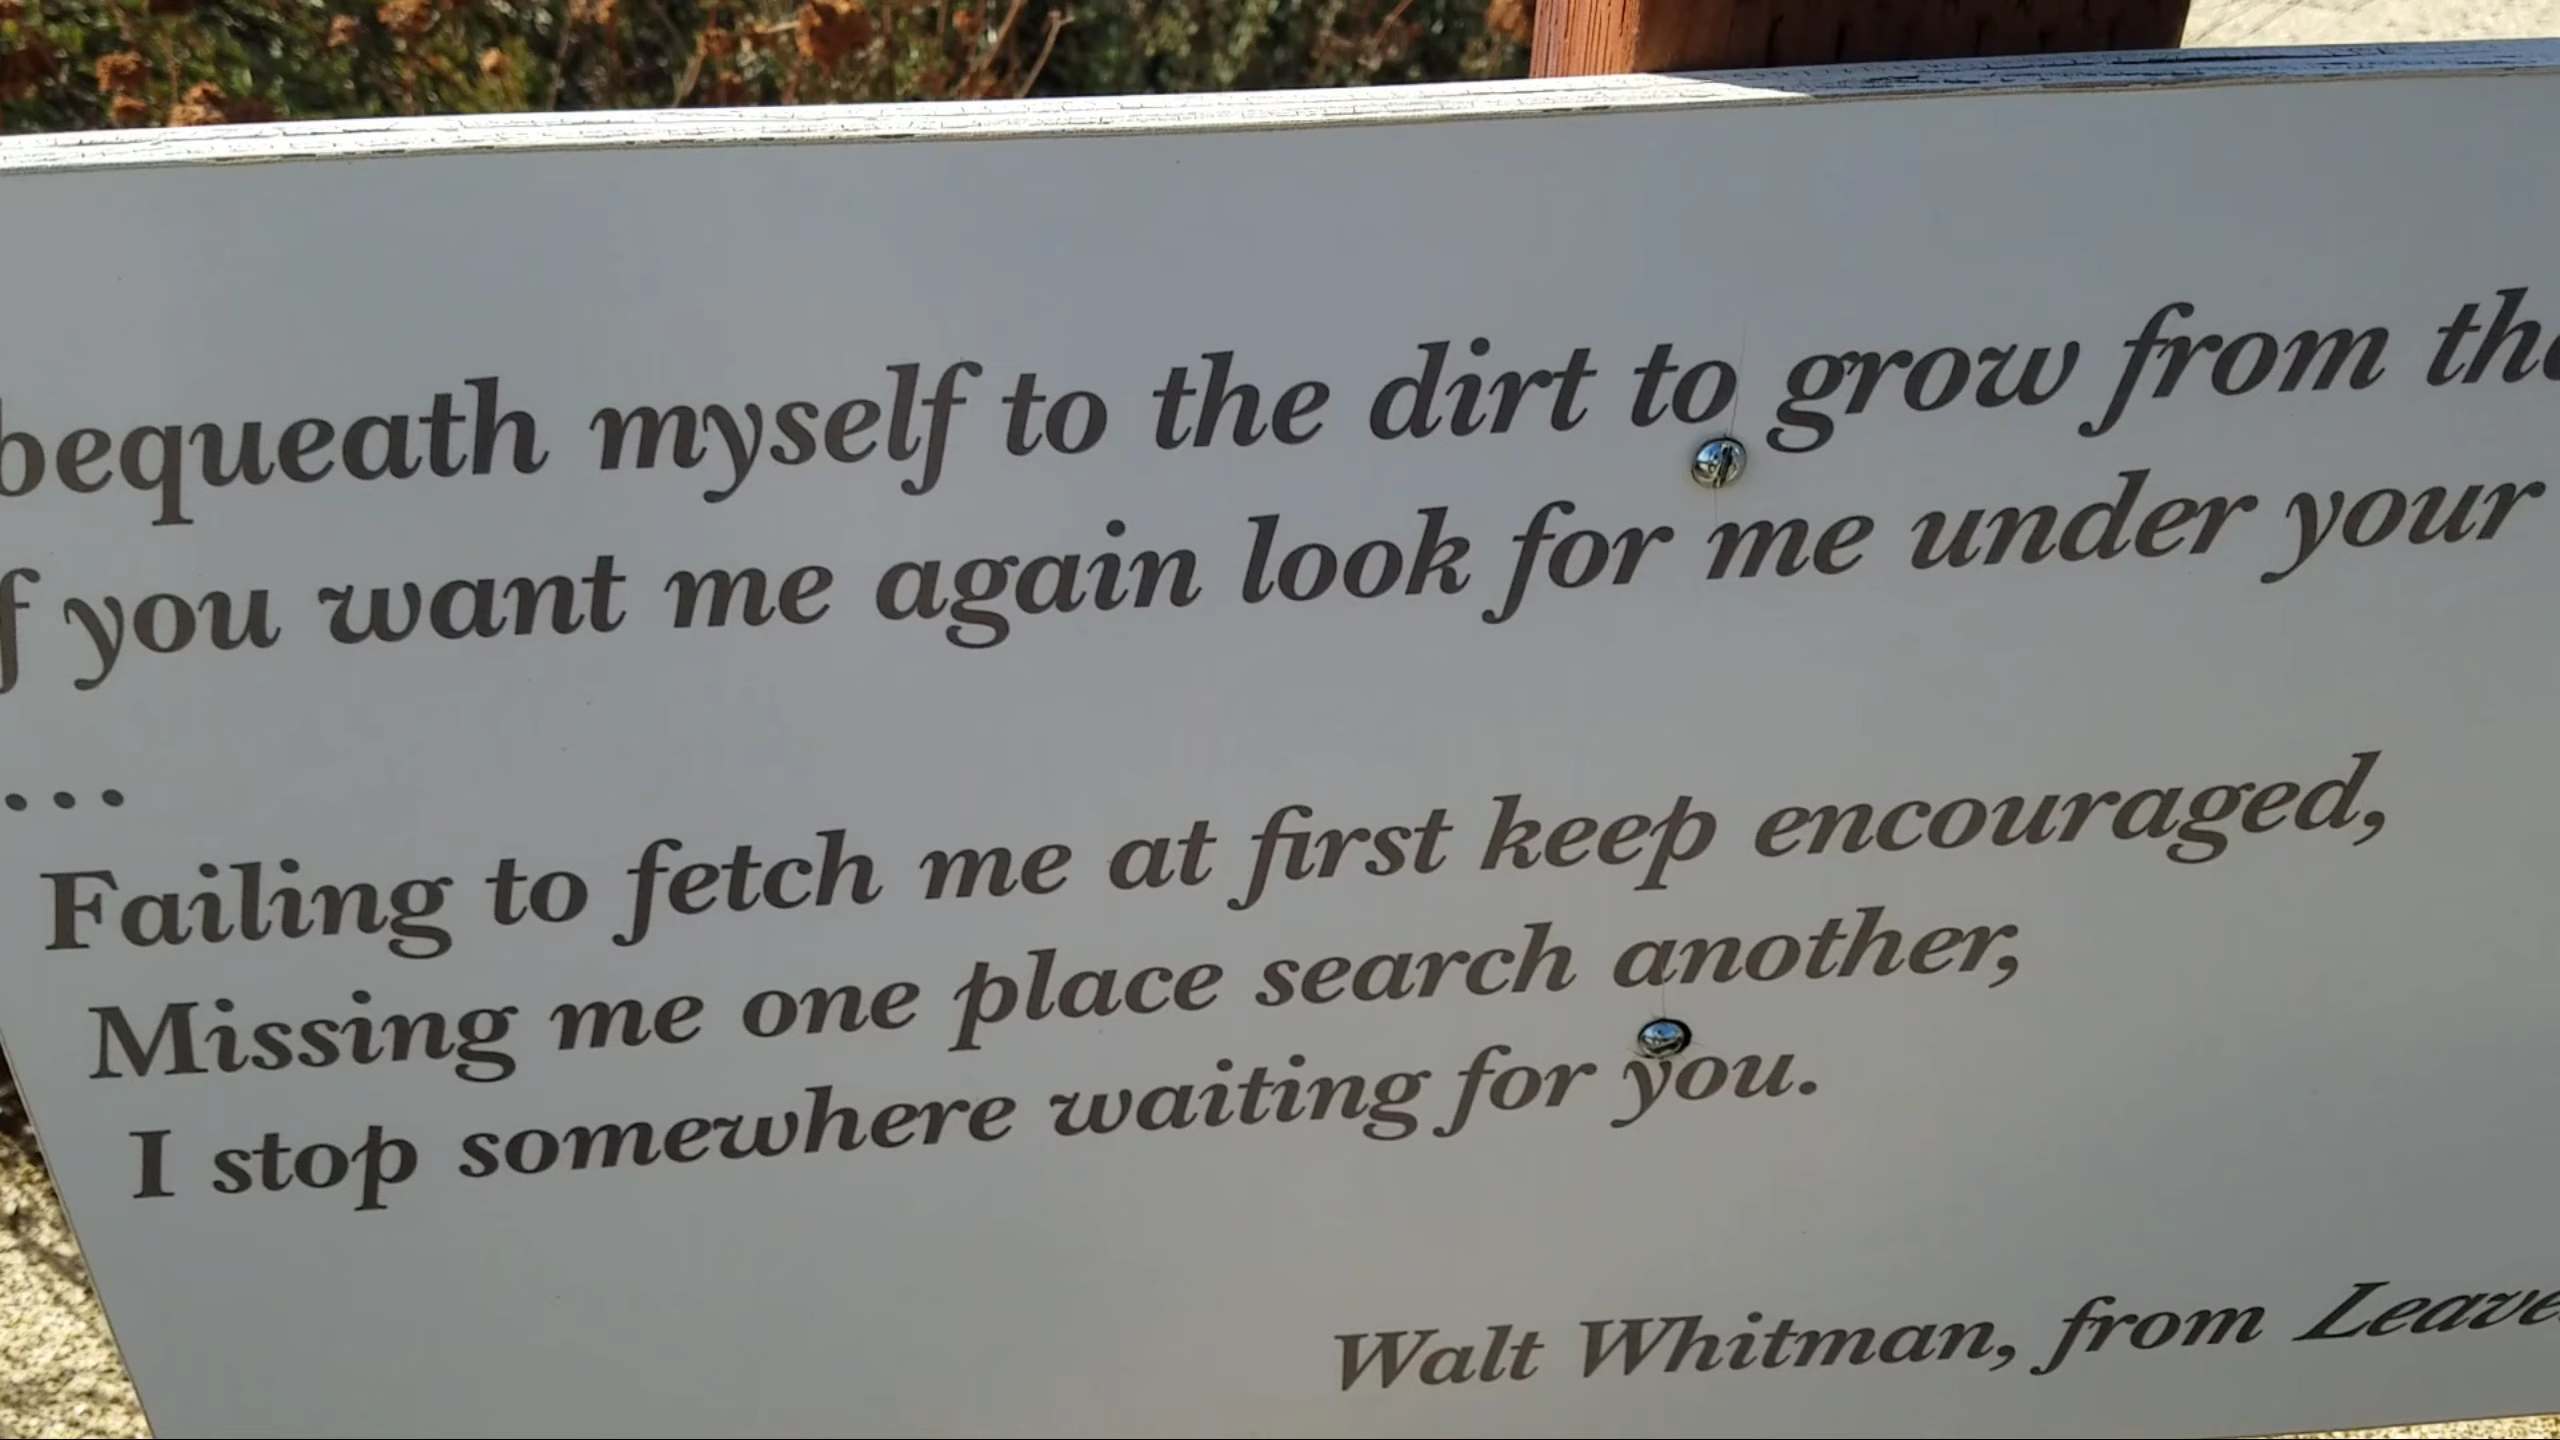 bequeath myself to the dirt to grow from the
f you want me again look for me under your
...
Failing to fetch me at first keep encouraged,
Missing me one place search another,
I stop somewhere waiting for you.
Walt Whitman, from Leave